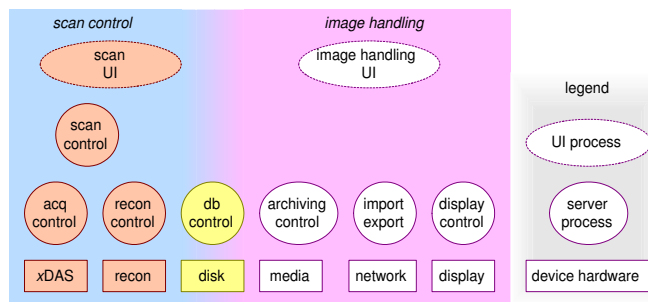 scan control
image handling
scan
UI
image handling
UI
legend
UI process
scan
control
acq
control
recon
control
db
control
archiving
control
import
export
display
control
server
process
xDAS
recon
disk
media
network
display
device hardware